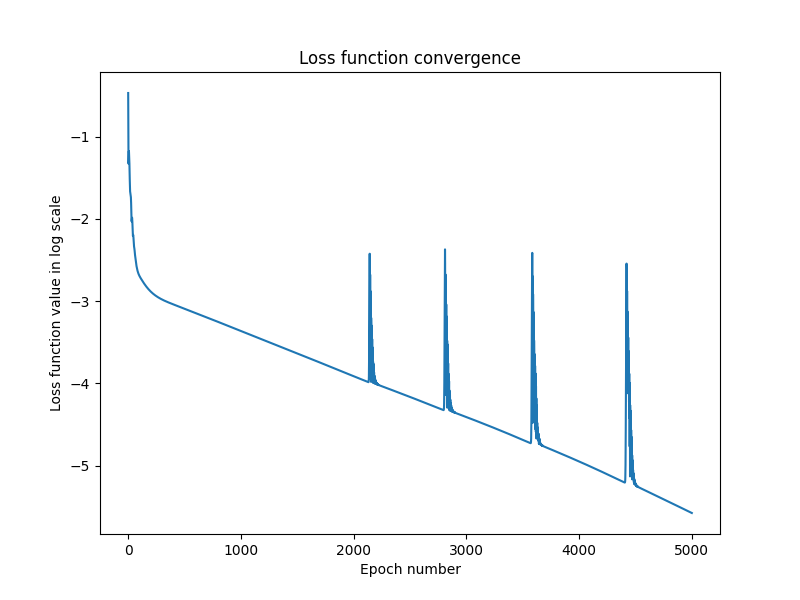 Loss function convergence
Loss function value in log scale
−1
−2
−3
−4
−5
0 1000 2000 3000 4000 5000
Epoch number